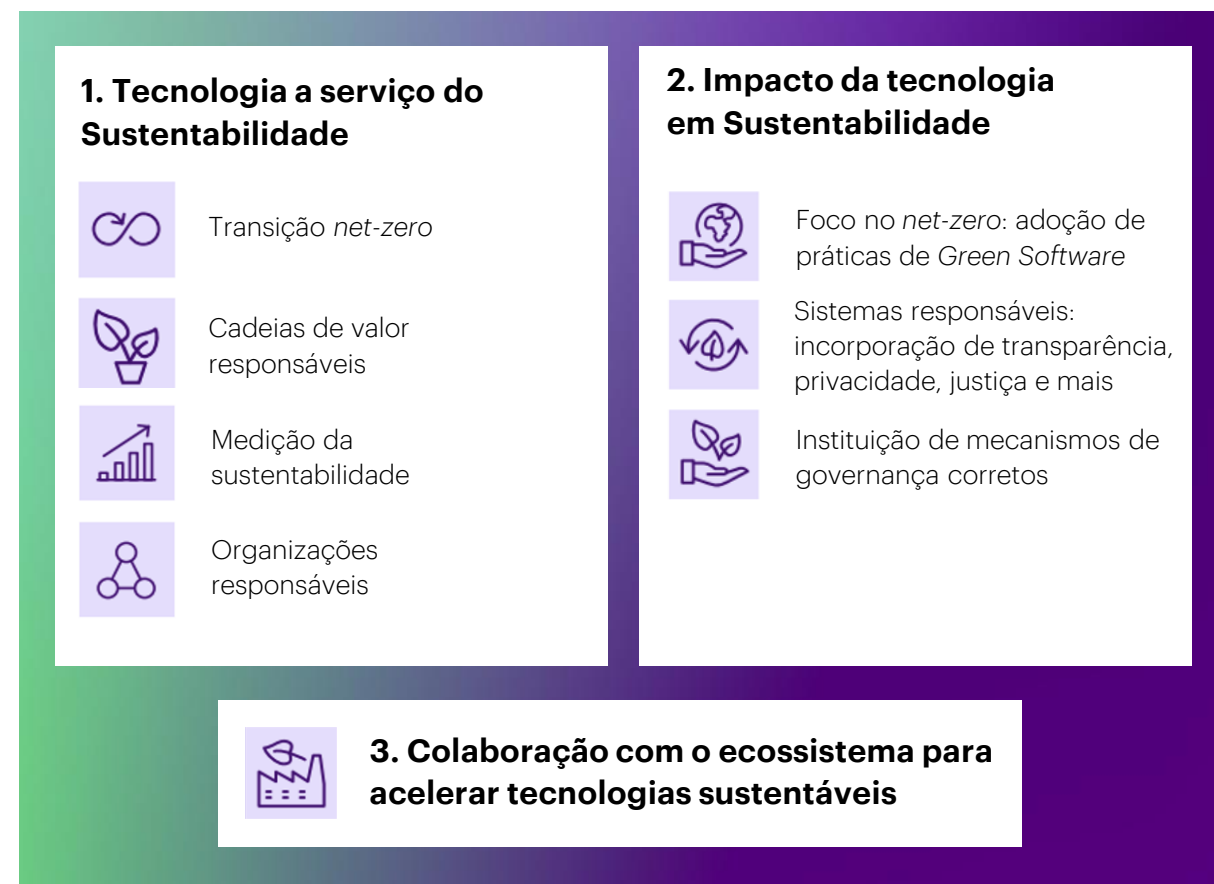 1. Tecnologia a serviço do
Sustentabilidade
Transição net-zero
Cadeias de valor
responsáveis
Medição da
sustentabilidade
Organizações
responsáveis
2. Impacto da tecnologia
em Sustentabilidade
Foco no net-zero: adoção de
práticas de Green Software
Sistemas responsáveis:
incorporação de transparência,
privacidade, justiça e mais
Instituição de mecanismos de
governança corretos
3. Colaboração com o ecossistema para
acelerar tecnologias sustentáveis